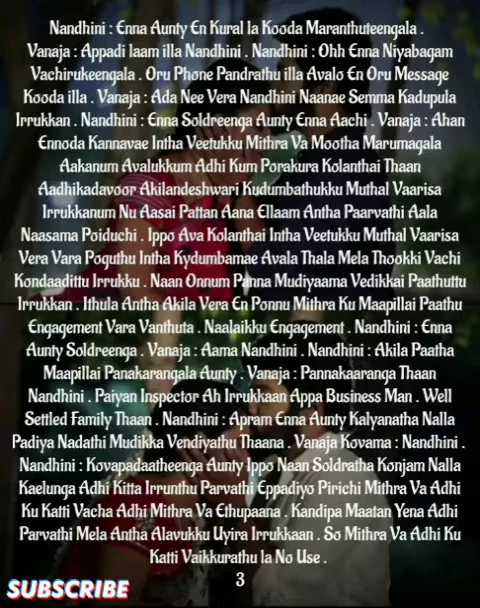 Nandhini : Enna Aunty En Kural la Kooda Maranthuteengala .
Vanaja : Appadi laam illa Nandhini . Nandhini : Ohh Enna Niyabagam
Vachirukeengala . Oru Phone Pandrathu illa Avalo En Oru Message
Kooda illa . Vanaja : Ada Nee Vera Nandhini Naanae Semma Kadupula
Irrukkan . Nandhini : Enna Soldreenga Aunty Enna Aachi . Vanaja : Ahan
Ennoda Kannavae Intha Veetukku Mithra Va Mootha Marumagala
Aakanum Avalukkum Adhi Kum Porakura Kolanthai Thaan
Aadhikadavoor Akilandeshwari Kudumbathukku Muthal Vaarisa
Irrukkanum Nu Aasai Pattan Aana Ellaam Antha Paarvathi Aala
Naasama Poiduchi . Ippo Ava Kolanthai Intha Veetukku Muthal Vaarisa
Vera Vara Poguthu Intha Kydumbamae Avala Thala Mela Thookki Vachi
Kondaadittu Irrukku . Naan Onnum Panna Mudiyaama Vedikkai Paathuttu
Irrukkan . Ithula Antha Akila Vera En Ponnu Mithra Ku Maapillai Paathu
Engagement Vara Vanthuta . Naalaikku Engagement . Nandhini : Enna
Aunty Soldreenga . Vanaja : Aama Nandhini . Nandhini : Akila Paatha
Maapillai Panakarangala Aunty . Vanaja : Pannakaaranga Thaan
Nandhini . Paiyan Inspector Ah Irrukkaan Appa Business Man . Well
Settled Family Thaan . Nandhini : Apram Enna Aunty Kalyanatha Nalla
Padiya Nadathi Mudikka Vendiyathu Thaana . Vanaja Kovama : Nandhini .
Nandhini : Kovapadaatheenga Aunty Ippo Naan Soldratha Konjam Nalla
Kaelunga Adhi Kitta Irrunthu Parvathi Eppadiyo Pirichi Mithra Va Adhi
Ku Katti Vacha Adhi Mithra Va Ethupaana . Kandipa Maatan Yena Adhi
Parvathi Mela Antha Alavukku Uyira Irrukkaan . So Mithra Va Adhi Ku
Katti Vaikkurathu la No Use .
3
SUBSCRIBE